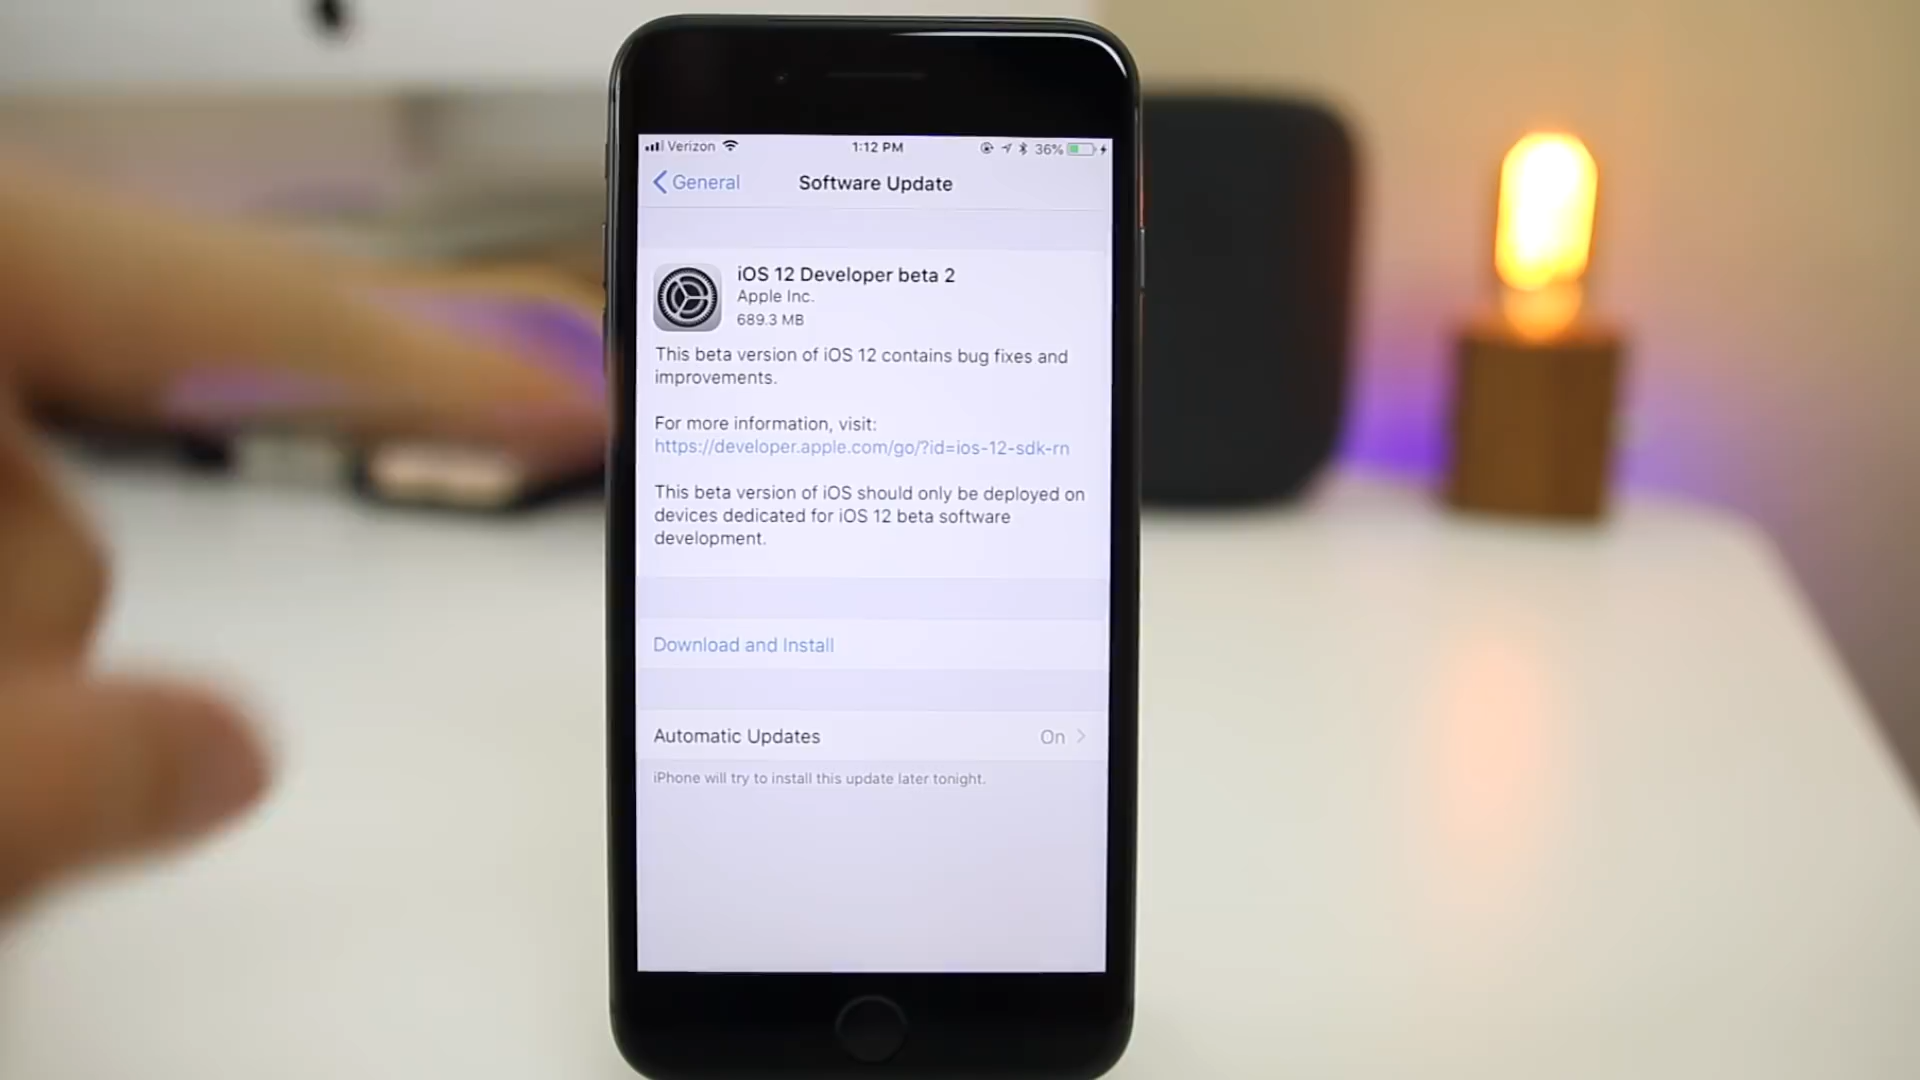 Verizon 1:12 PM 36%
General Software Update
iOS 12 Developer beta 2
Apple Inc.
689.3 MB
This beta version of iOS 12 contains bug fixes and
improvements.
For more information, visit:
https://developer.apple.com/go/?id=ios-12-sdk-rn
This beta version of iOS should only be deployed on
devices dedicated for iOS 12 beta software
development.
Download and Install
Automatic Updates On
iPhone will try to install this update later tonight.